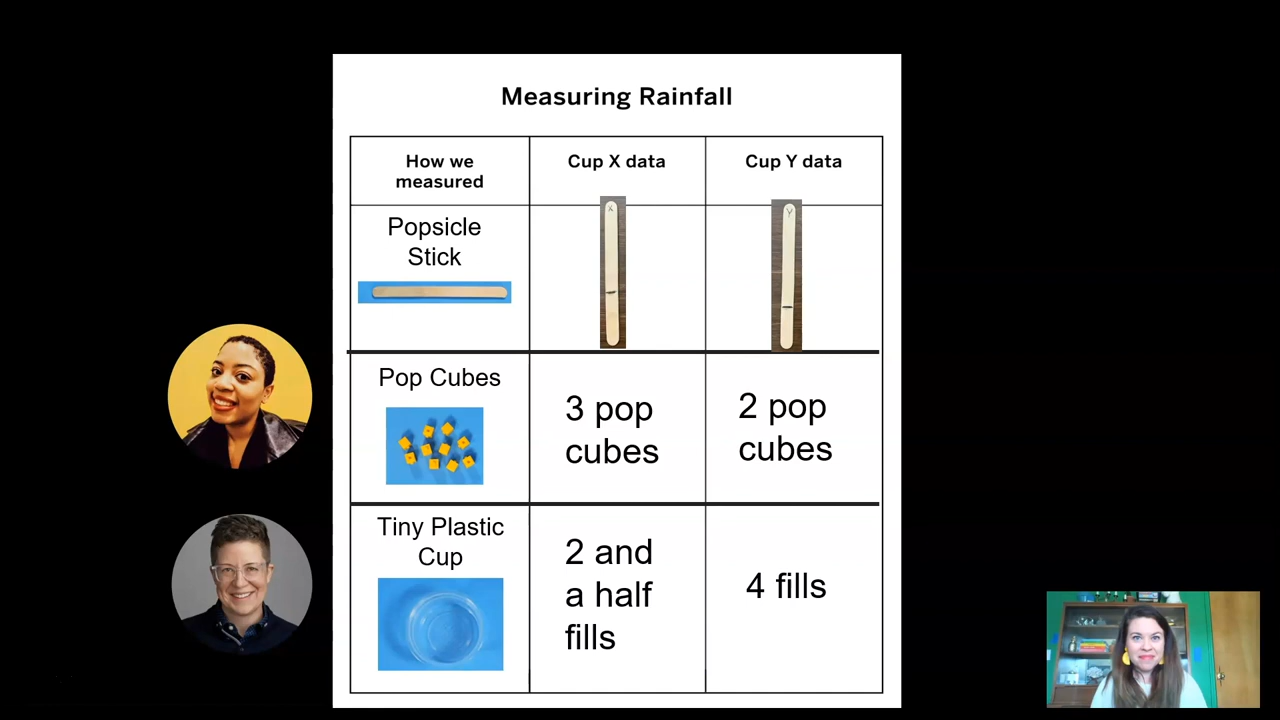 Measuring Rainfall
How we
measured
Cup X data
Cup Y data
Popsicle
Stick
X
Y
Pop Cubes
3 pop
cubes
2 pop
cubes
Tiny Plastic
Cup
2 and
a half
fills
4 fills